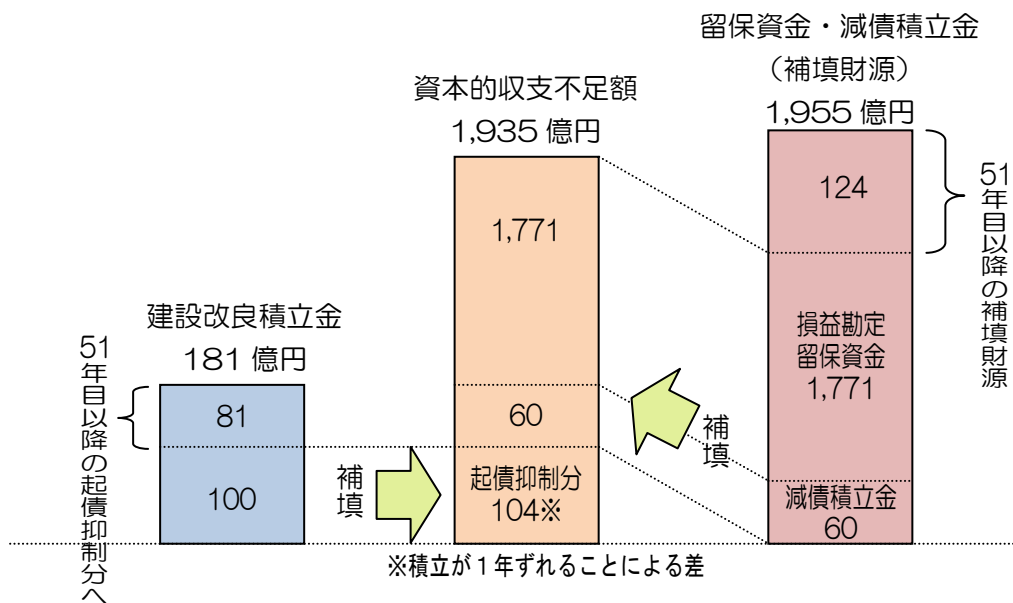 留保資金・減債積立金
（補填財源）
1,955 億円
資本的収支不足額
1,935 億円
建設改良積立金
181 億円
51年目以降の起債抑制分へ
81
100
補填
1,771
60
起債抑制分
104※
補填
124
損益勘定
留保資金
1,771
減債積立金
60
51年目以降の補填財源
※積立が１年ずれることによる差